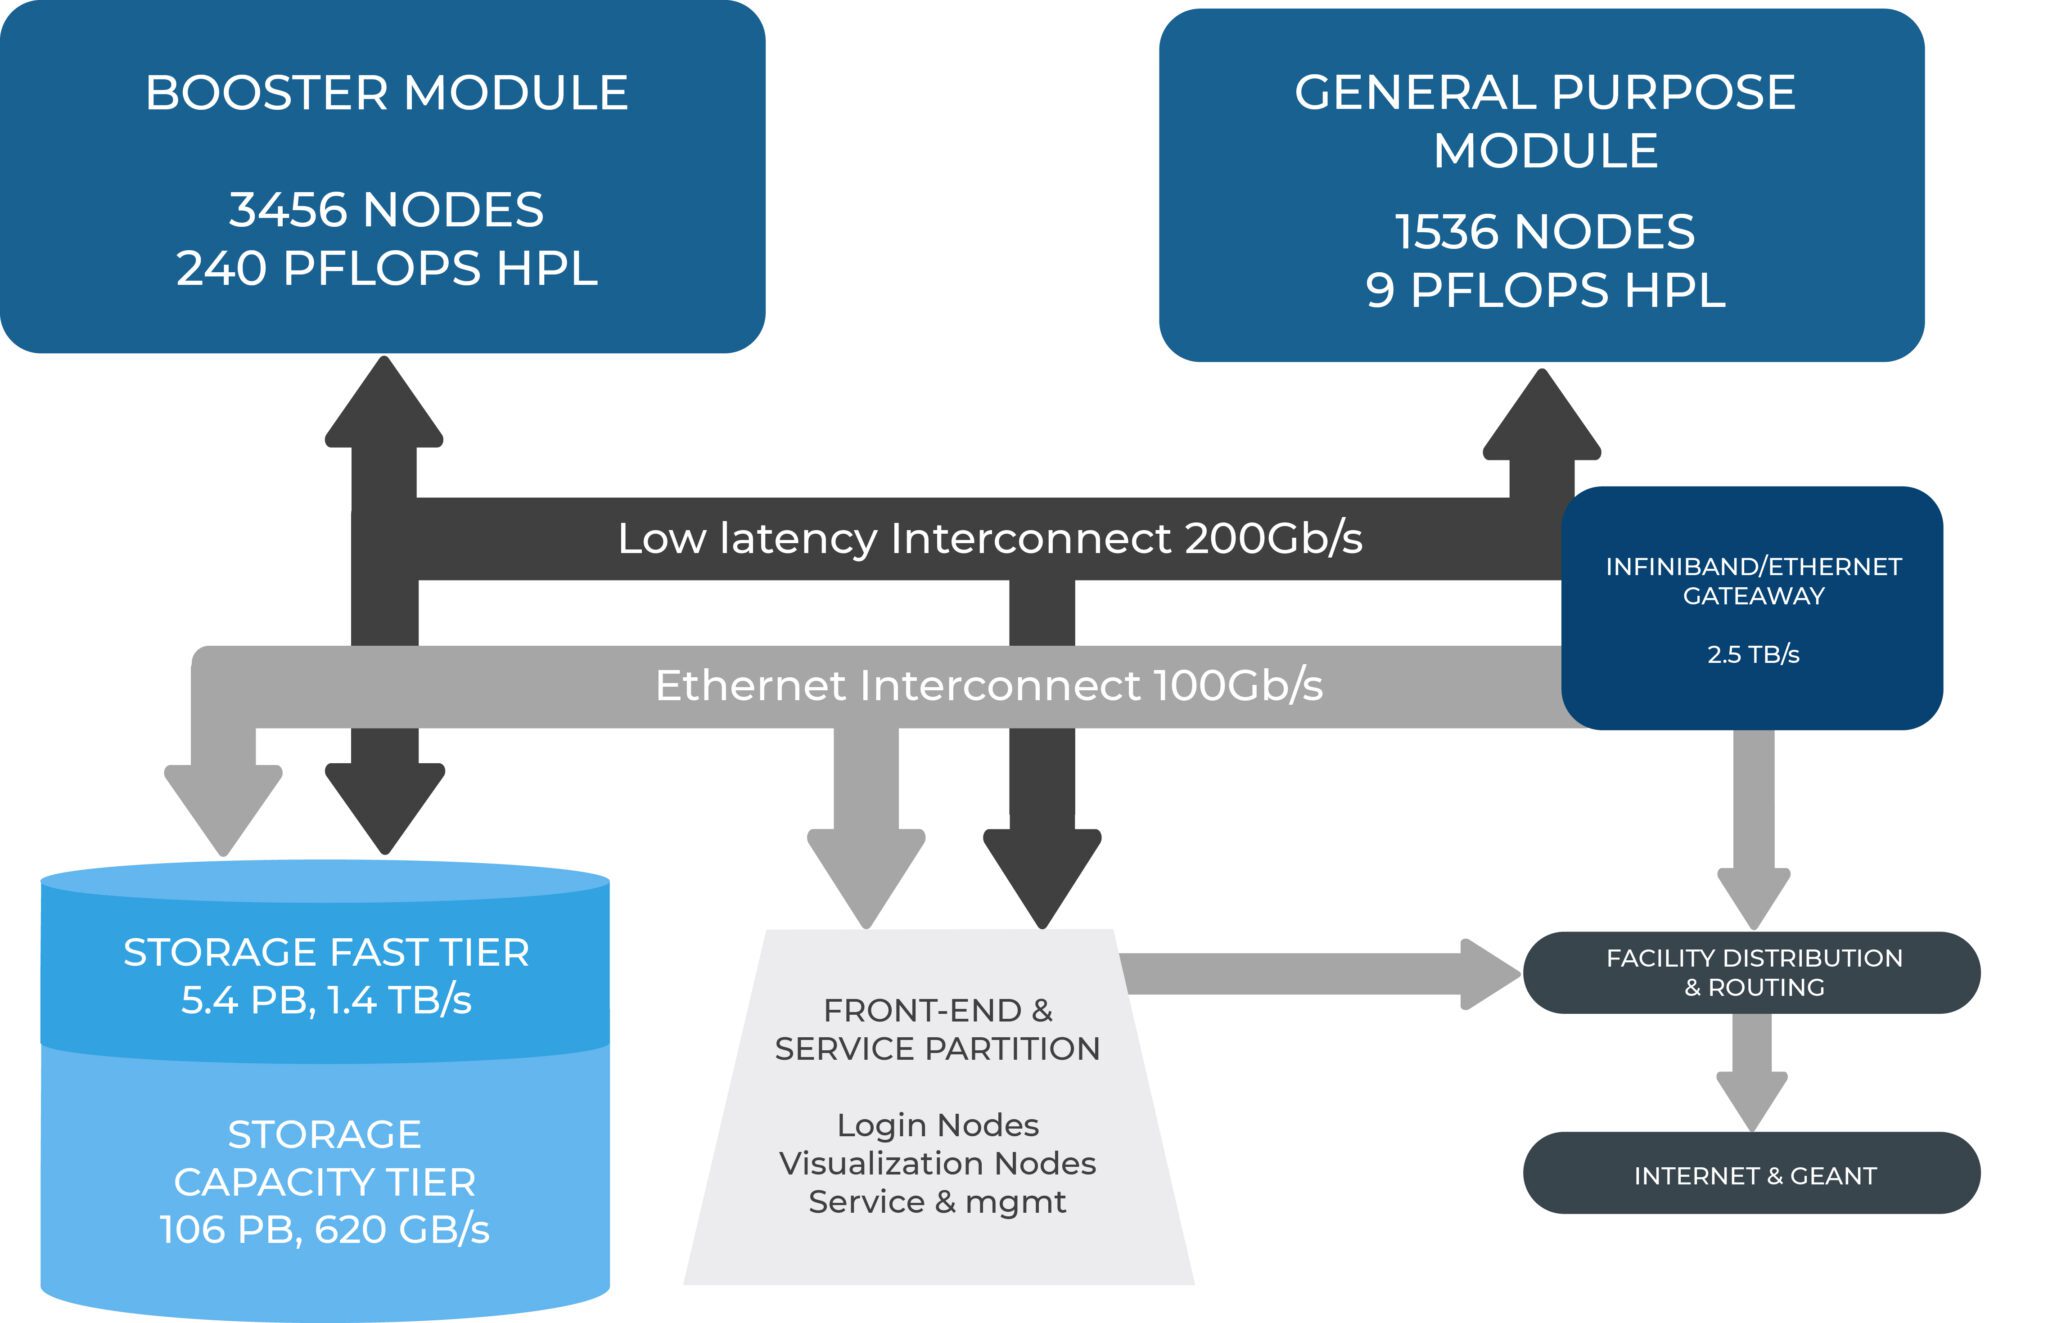 BOOSTER MODULE
3456 NODES
240 PFLOPS HPL
GENERAL PURPOSE
MODULE
1536 NODES
9 PFLOPS HPL
Low latency Interconnect 200Gb/s
INFINIBAND/ETHERNET
GATEAWAY
2.5 TB/s
Ethernet Interconnect 100Gb/s
STORAGE FAST TIER
5.4 PB, 1.4 TB/s
STORAGE
CAPACITY TIER
106 PB, 620 GB/s
FRONT-END &
SERVICE PARTITION
Login Nodes
Visualization Nodes
Service & mgmt
FACILITY DISTRIBUTION
& ROUTING
INTERNET & GEANT